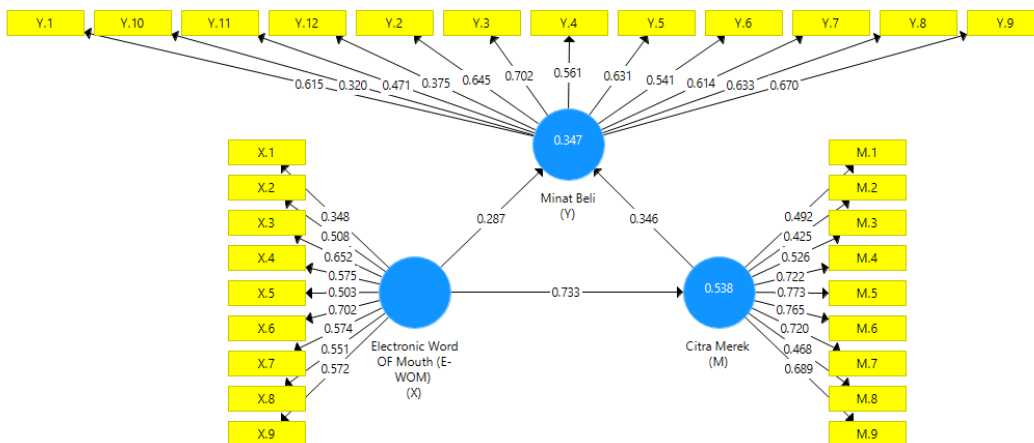 Y.1 Y.10 Y.11 Y.12 Y.2 Y.3 Y.4 Y.5 Y.6 Y.7 Y.8 Y.9
0.615 0.320 0.471 0.375 0.645 0.702 0.561 0.631 0.541 0.614 0.633 0.670
0.347
Minat Beli
(Y)
X.1
X.2
X.3
X.4
X.5
X.6
X.7
X.8
X.9
0.348
0.508
0.652
0.575
0.503
0.702
0.574
0.551
0.572
Electronic Word
OF Mouth (E-
WOM)
(X)
0.287
0.346
0.733
0.538
Citra Merek
(M)
0.492
0.425
0.526
0.722
0.773
0.765
0.720
0.468
0.689
M.1
M.2
M.3
M.4
M.5
M.6
M.7
M.8
M.9